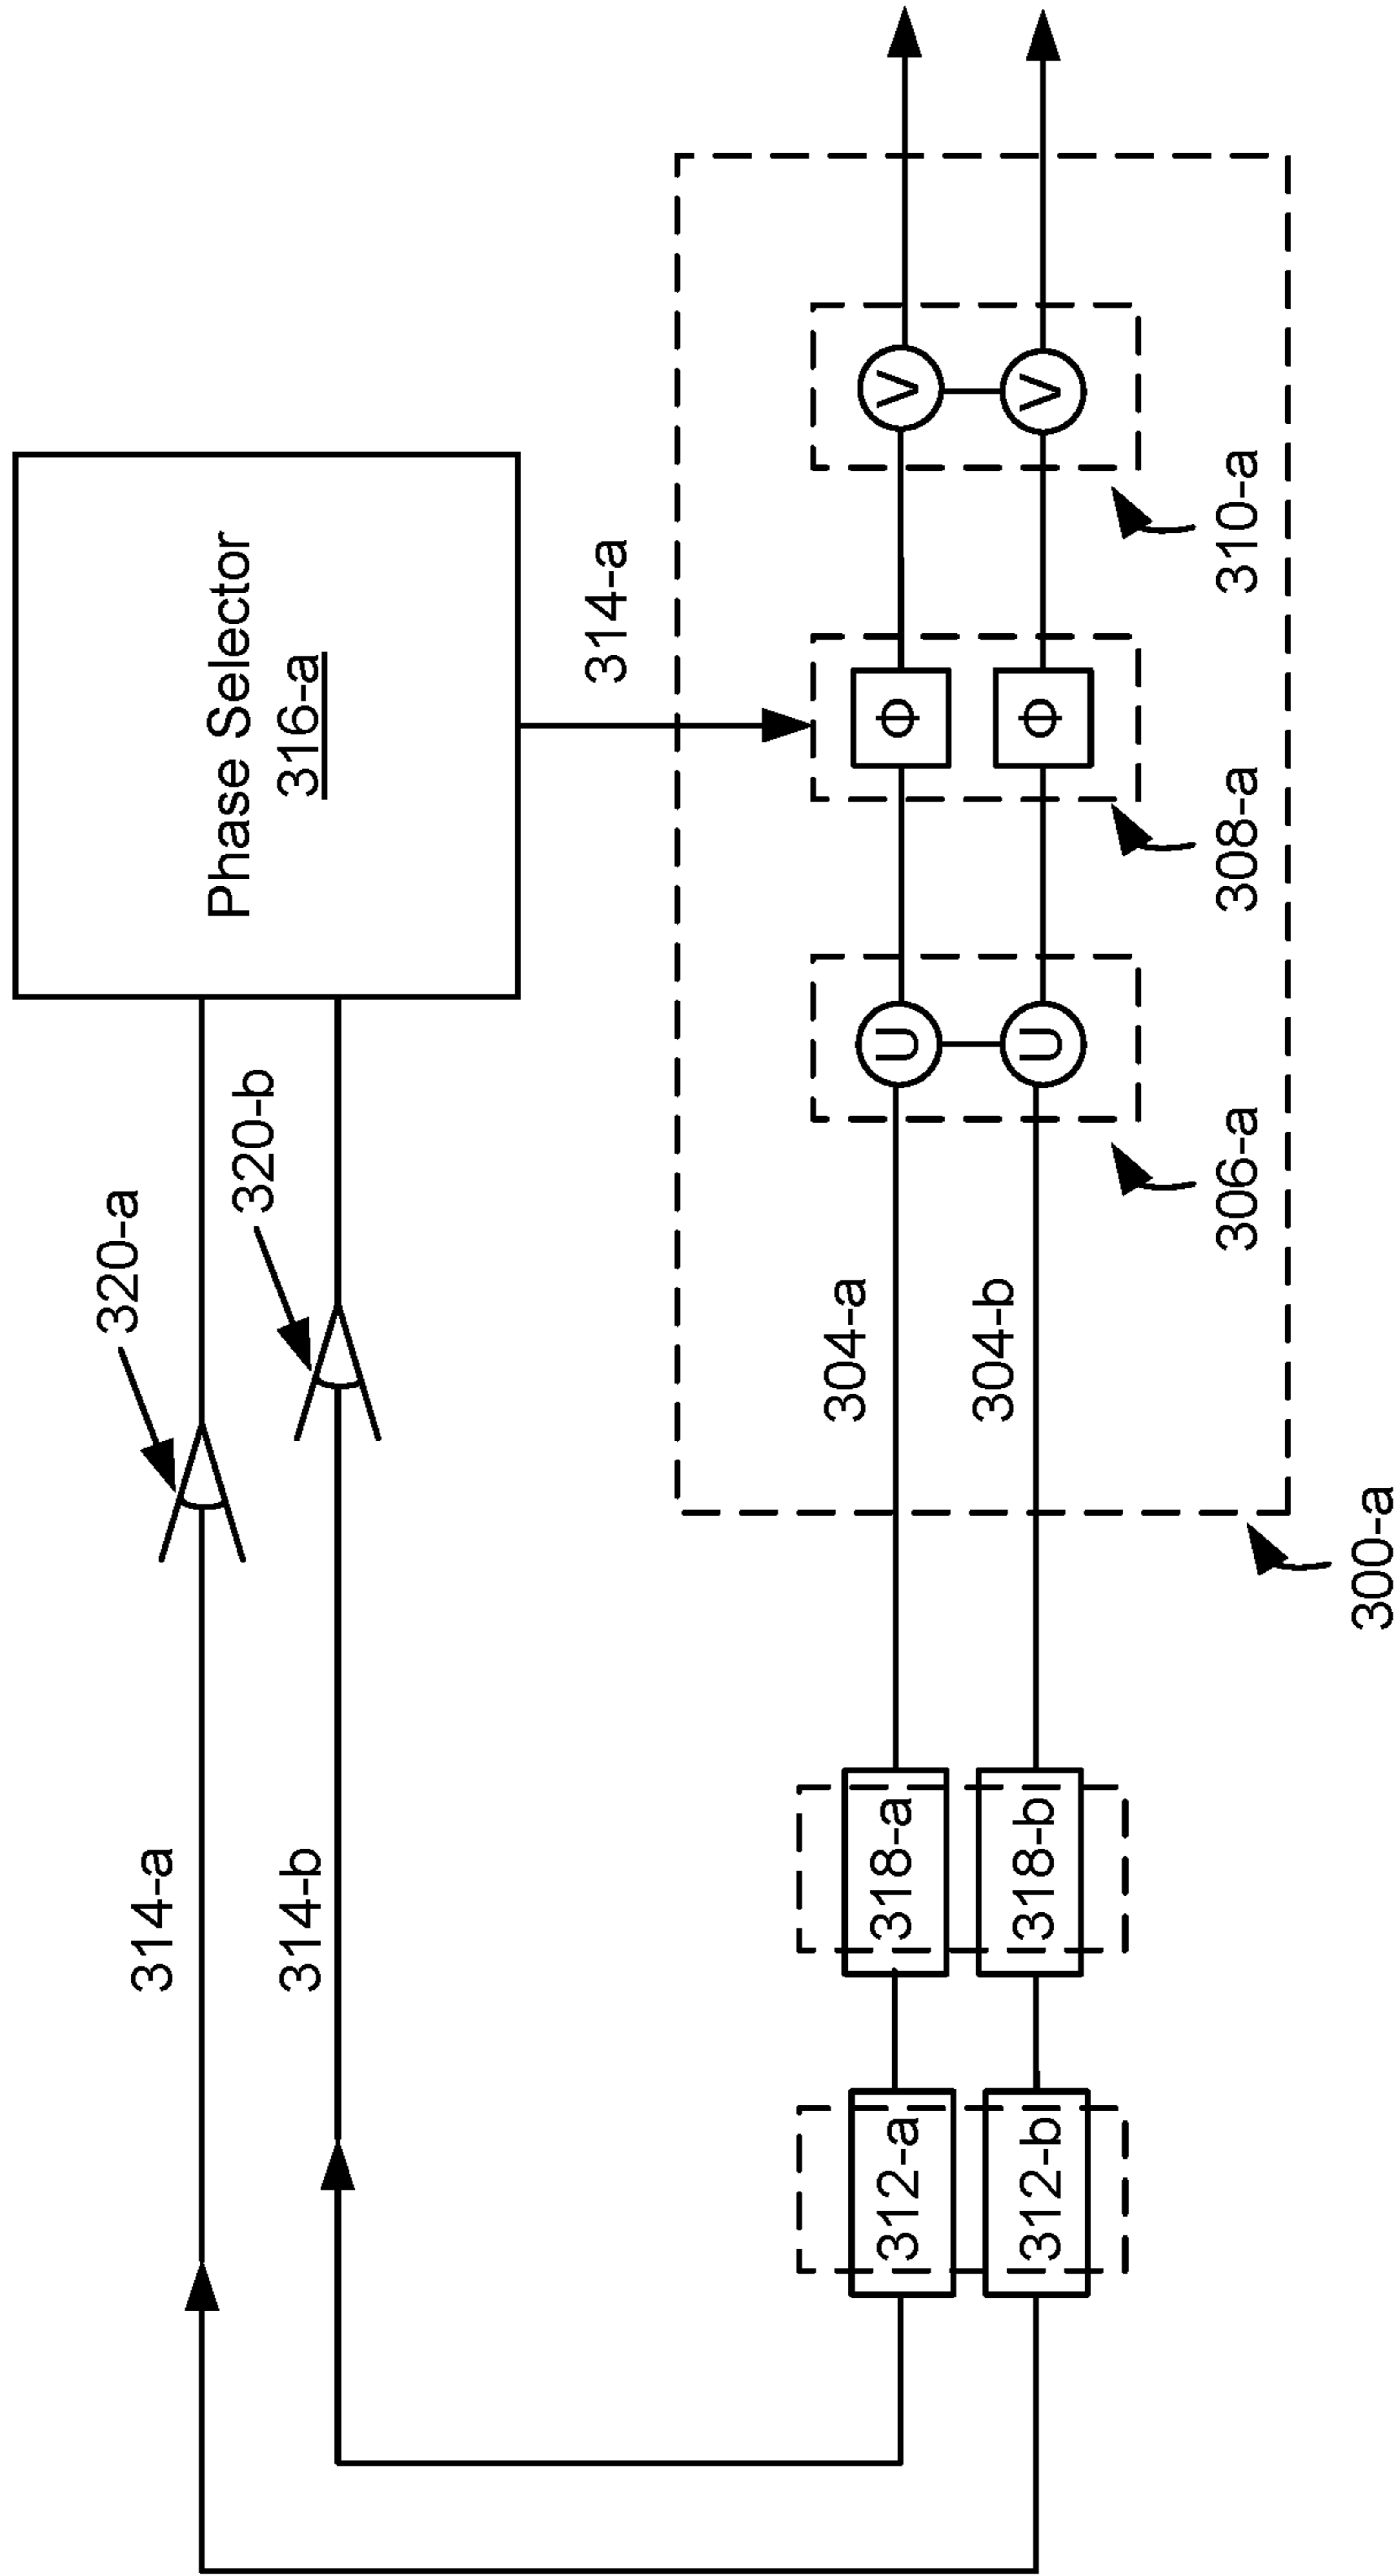 Phase Selector
316-a
320-a
320-b
314-a
314-b
314-a
304-a
304-b
V
V
Φ
Φ
U
U
310-a
308-a
306-a
300-a
318-a
318-b
312-a
312-b